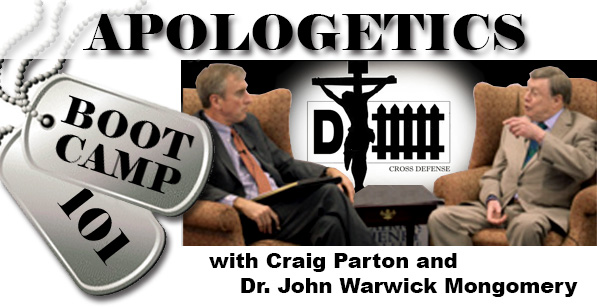 APOLOGETICS
BOOT
CAMP
101
D
CROSS DEFENSE
with Craig Parton and
Dr. John Warwick Mongomery